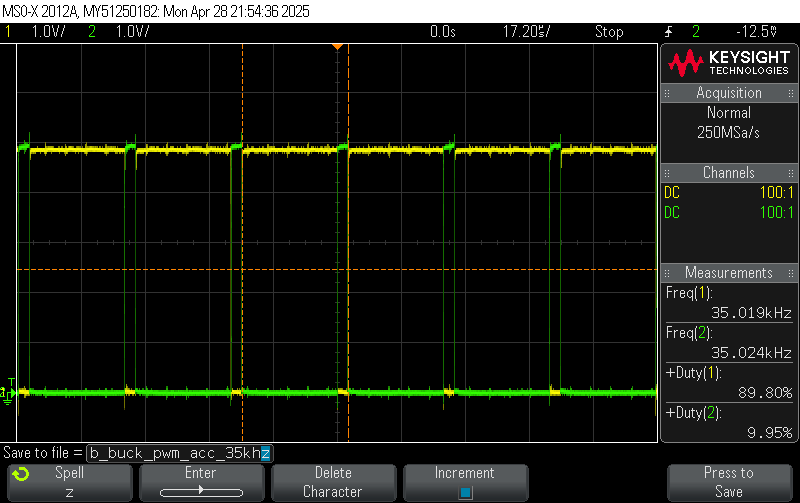 MSO-X 2012A, MY51250182: Mon Apr 28 21:54:36 2025
1 1.0V/ 2 1.0V/ 0.0s 17.20us/ Stop 2 -12.5V
KEYSIGHT
TECHNOLOGIES
Acquisition
Normal
250MSa/s
Channels
DC 100:1
DC 100:1
Measurements
Freq(1):
35.019kHz
Freq(2):
35.024kHz
+Duty(1):
89.80%
+Duty(2):
9.95%
T
Save to file = b_buck_pwm_acc_35khz
Spell
z
Enter
Delete
Character
Increment
Press to
Save